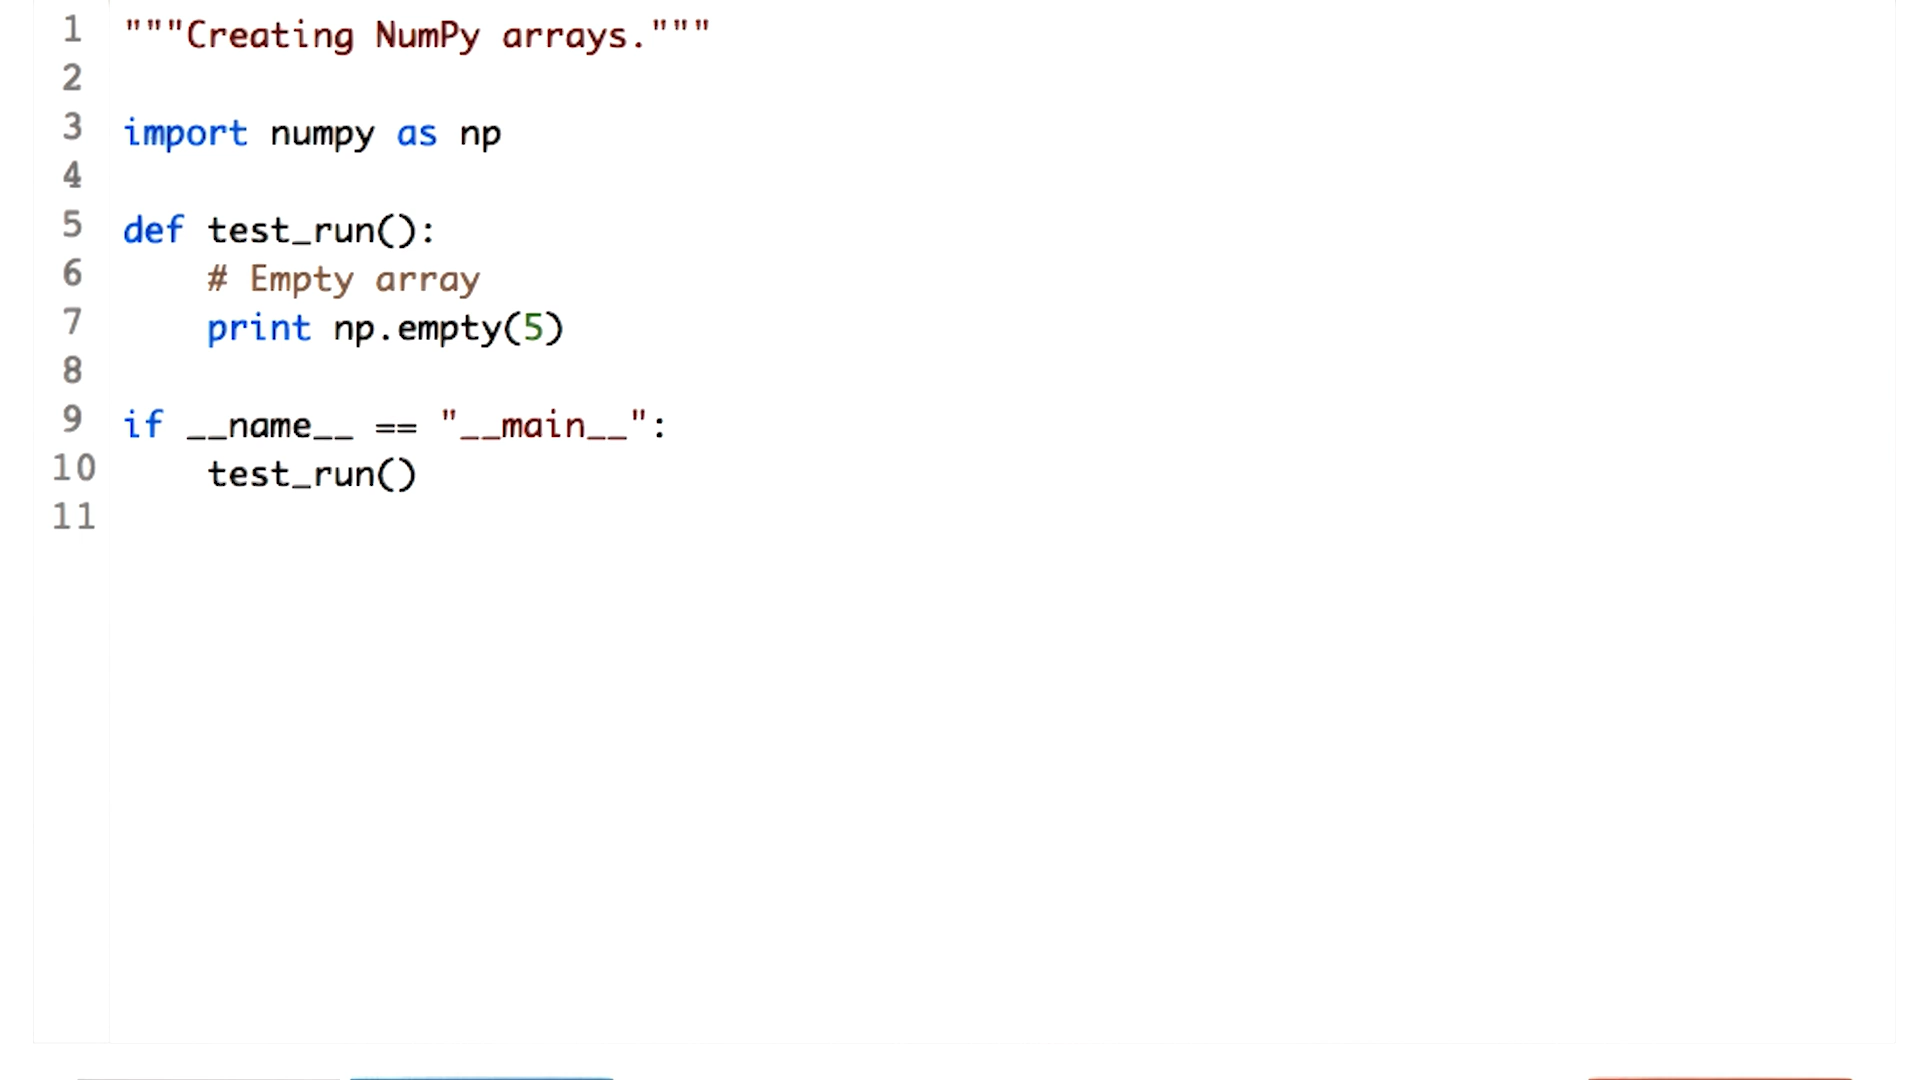 1 """Creating NumPy arrays."""
2
3 import numpy as np
4
5 def test_run():
6     # Empty array
7     print np.empty(5)
8
9 if __name__ == "__main__":
10     test_run()
11